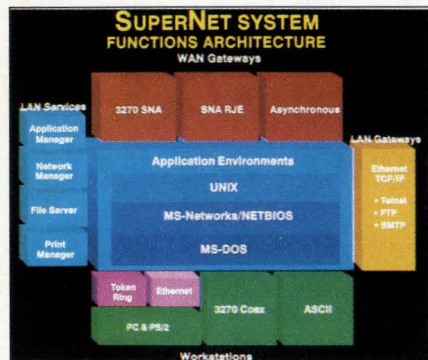 SUPERNET SYSTEM
FUNCTIONS ARCHITECTURE
WAN Gateways
3270 SNA
SNA RJE
Asynchronous
LAN Services
Application
Manager
Network
Manager
File Server
Print
Manager
Application Environments
UNIX
MS-Networks/NETBIOS
MS-DOS
LAN Gateways
Ethernet
TCP/IP
• Telnet
• FTP
• SMTP
Token
Ring
Ethernet
PC & PS/2
3270 Coax
ASCII
Workstations